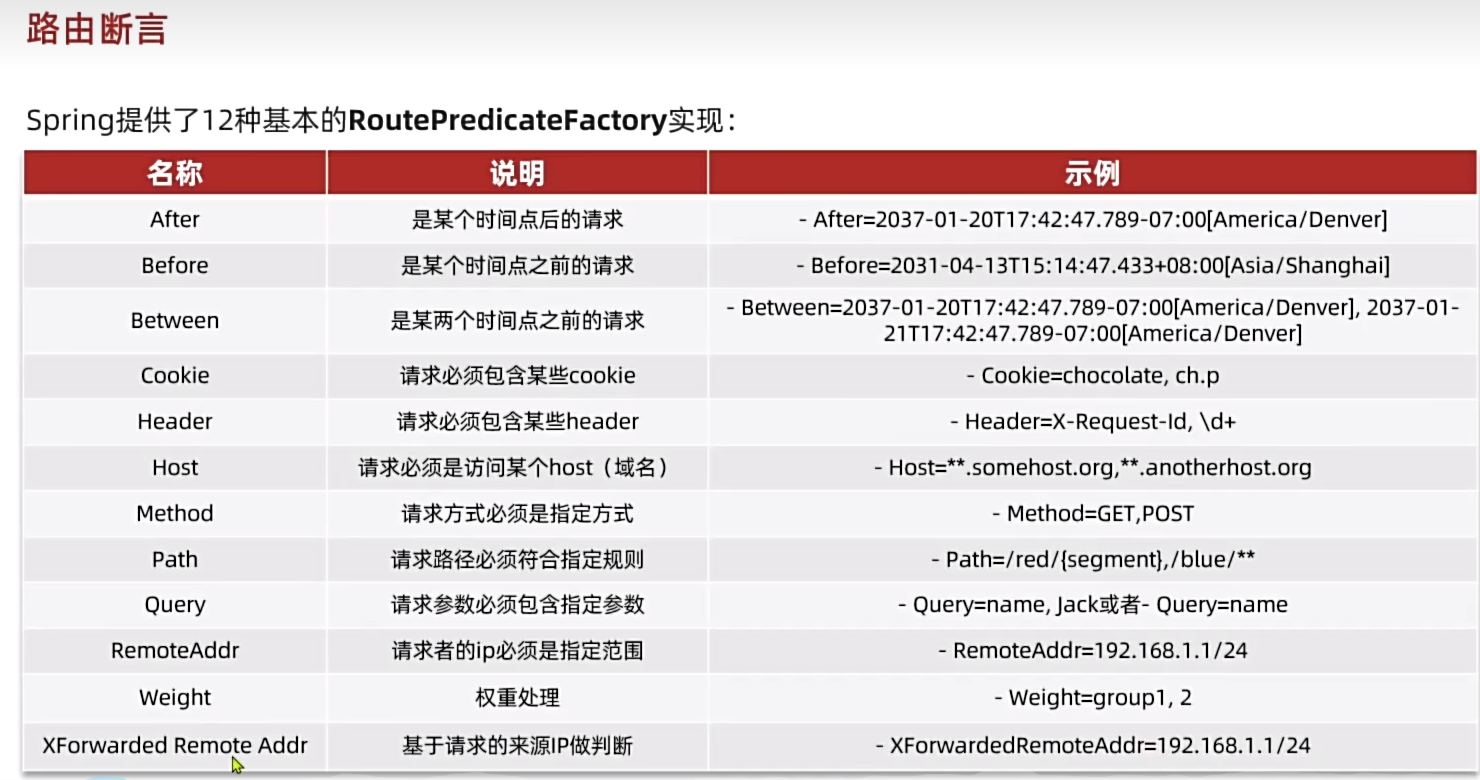 路由断言
Spring提供了12种基本的RoutePredicateFactory实现：
名称 说明 示例
After 是某个时间点后的请求 - After=2037-01-20T17:42:47.789-07:00[America/Denver]
Before 是某个时间点之前的请求 - Before=2031-04-13T15:14:47.433+08:00[Asia/Shanghai]
Between 是某两个时间点之前的请求 - Between=2037-01-20T17:42:47.789-07:00[America/Denver], 2037-01-
21T17:42:47.789-07:00[America/Denver]
Cookie 请求必须包含某些cookie - Cookie=chocolate, ch.p
Header 请求必须包含某些header - Header=X-Request-Id, \d+
Host 请求必须是访问某个host（域名） - Host=**.somehost.org,**.anotherhost.org
Method 请求方式必须是指定方式 - Method=GET,POST
Path 请求路径必须符合指定规则 - Path=/red/{segment},/blue/**
Query 请求参数必须包含指定参数 - Query=name, Jack或者- Query=name
RemoteAddr 请求者的ip必须是指定范围 - RemoteAddr=192.168.1.1/24
Weight 权重处理 - Weight=group1, 2
XForwarded Remote Addr 基于请求的来源IP做判断 - XForwardedRemoteAddr=192.168.1.1/24